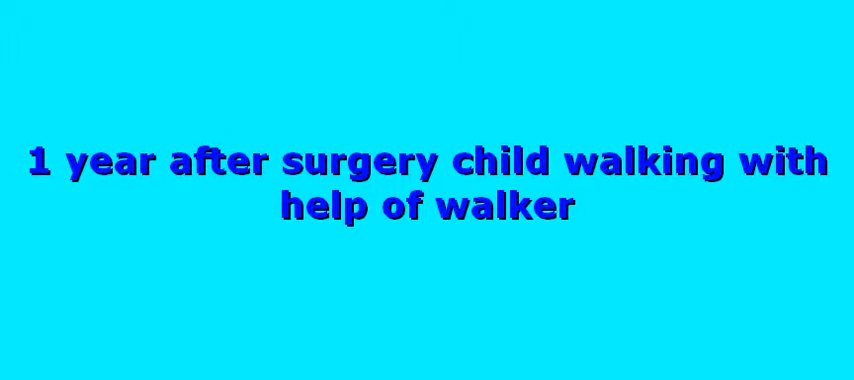 1 year after surgery child walking with
help of walker